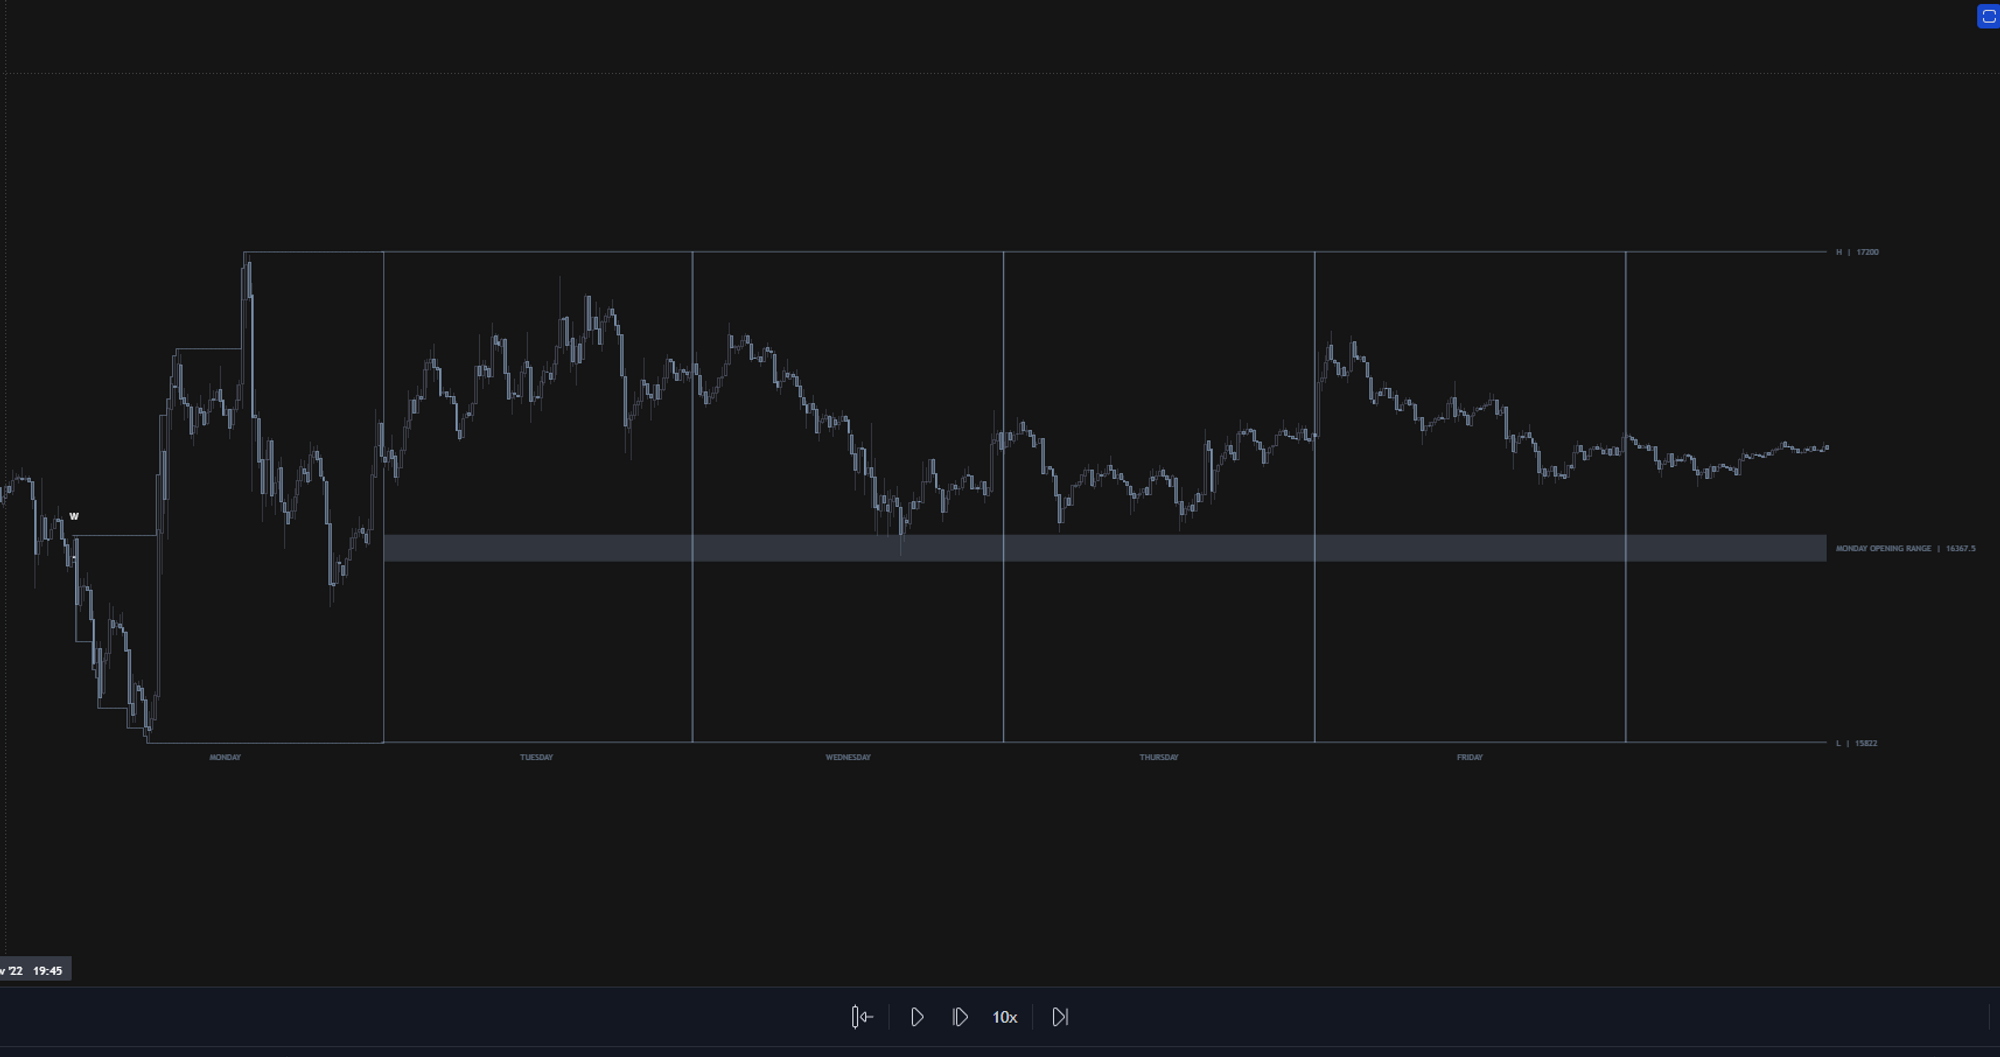 H | 17200
W
MONDAY OPENING RANGE | 16367.5
L | 15822
MONDAY TUESDAY WEDNESDAY THURSDAY FRIDAY
'22 19:45
10x